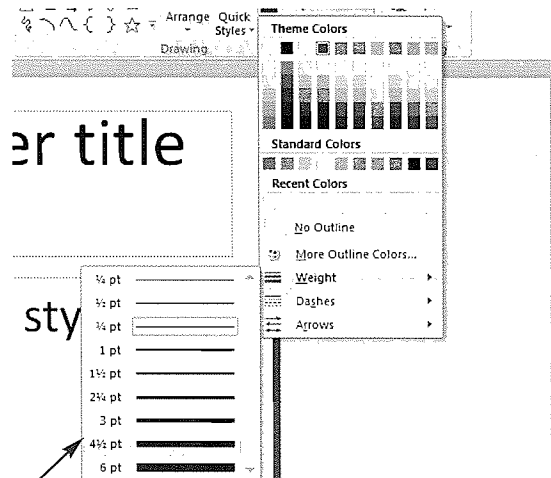 Arrange Quick
Styles
Drawing
Theme Colors
Standard Colors
Recent Colors
No Outline
More Outline Colors...
Weight
Dashes
Arrows
er title
sty
¼ pt
½ pt
¾ pt
1 pt
1½ pt
2¼ pt
3 pt
4½ pt
6 pt